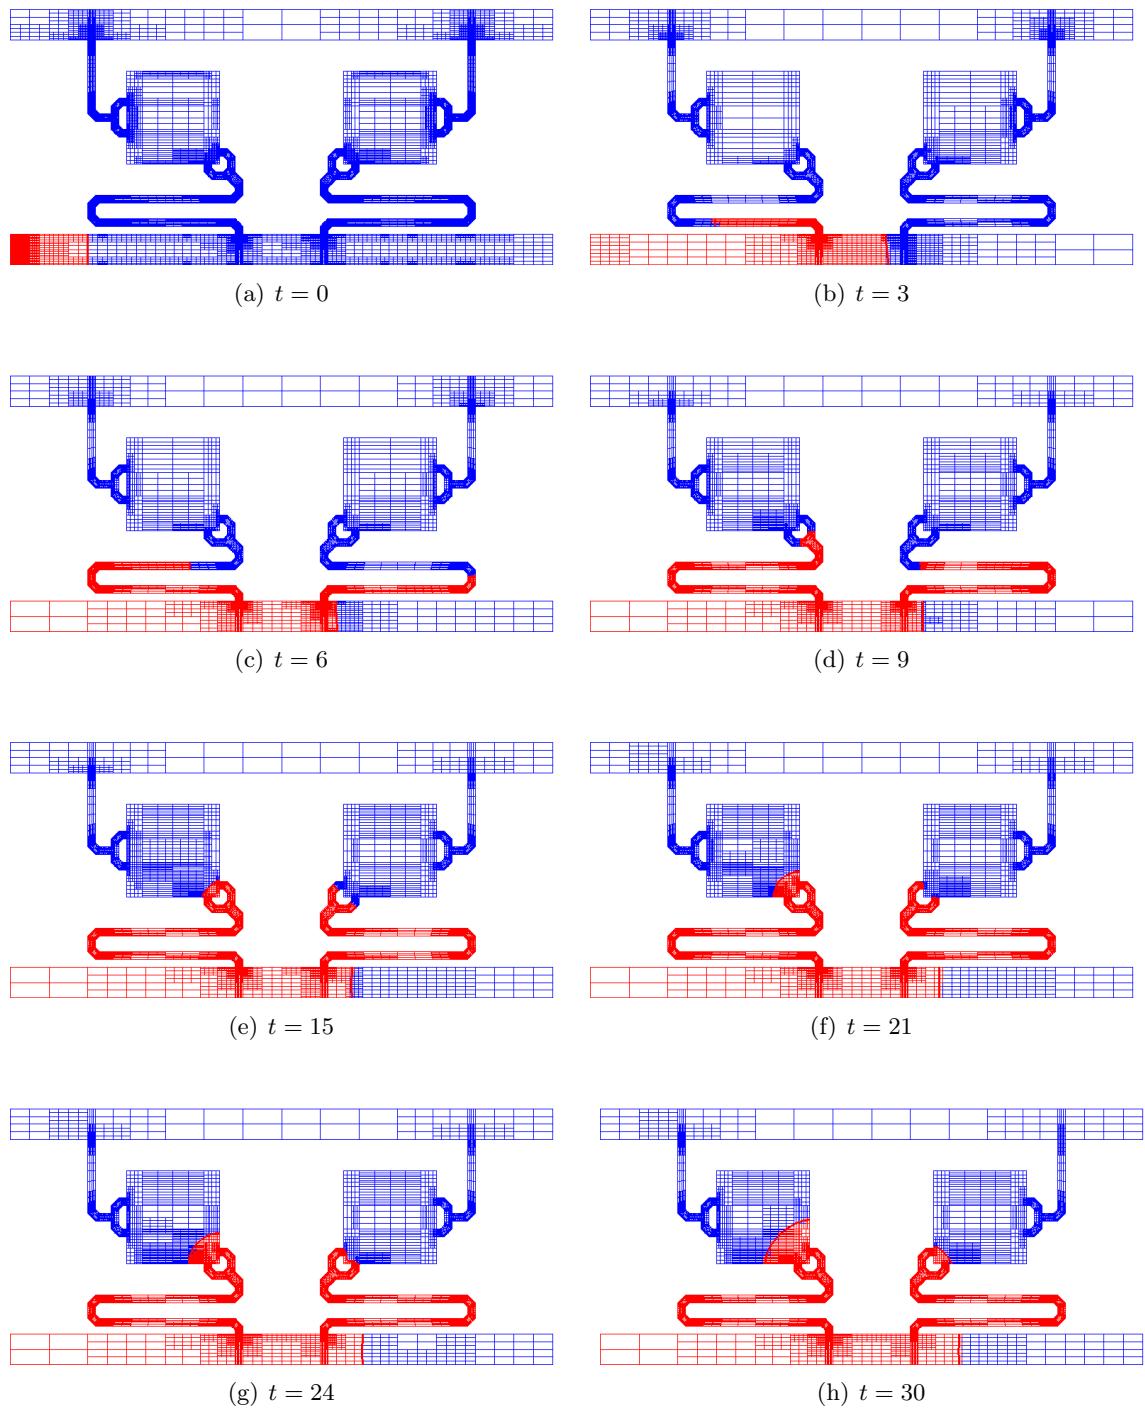 (a) t = 0
(b) t = 3
(c) t = 6
(d) t = 9
(e) t = 15
(f) t = 21
(g) t = 24
(h) t = 30